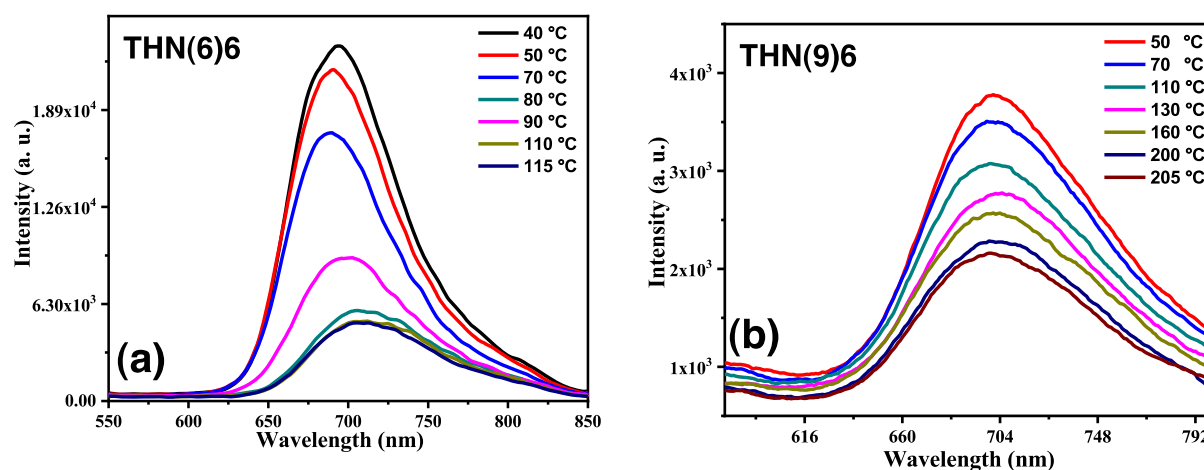 THN(6)6
40 °C
50 °C
70 °C
80 °C
90 °C
110 °C
115 °C
1.89x10⁴
1.26x10⁴
6.30x10³
0.00
Intensity (a. u.)
(a)
550 600 650 700 750 800 850
Wavelength (nm)
THN(9)6
50 °C
70 °C
110 °C
130 °C
160 °C
200 °C
205 °C
4x10³
3x10³
2x10³
1x10³
Intensity (a. u.)
(b)
616 660 704 748 792
Wavelength (nm)